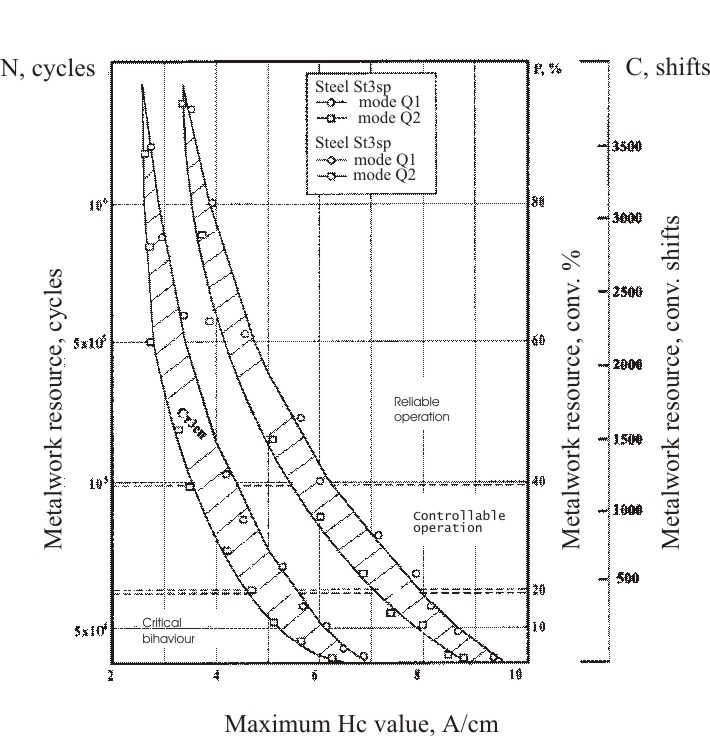 N, cycles
P, %
C, shifts
Steel St3sp
mode Q1
mode Q2
Steel St3sp
mode Q1
mode Q2
3500
10⁶
80
3000
2500
5x10⁵
60
2000
Reliable
operation
Ст3сп
1500
10⁵
40
1000
Controllable
operation
500
20
Critical
bihaviour
5x10⁴
10
2
4
6
8
10
Metalwork resource, cycles
Metalwork resource, conv. %
Metalwork resource, conv. shifts
Maximum Hc value, A/cm